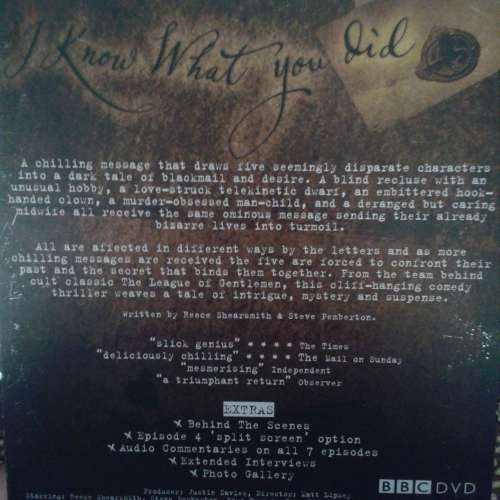 I Know What you did
A chilling message that draws five seemingly disparate characters
into a dark tale of blackmail and desire. A blind recluse with an
unusual hobby, a love-struck telekinetic dwarf, an embittered hook-
handed clown, a murder-obsessed man-child, and a deranged but caring
midwife all receive the same ominous message sending their already
bizarre lives into turmoil.
All are affected in different ways by the letters and as more
chilling messages are received the five are forced to confront their
past and the secret that binds them together. From the team behind
cult classic The League of Gentlemen, this cliff-hanging comedy
thriller weaves a tale of intrigue, mystery and suspense.
written by Reece Shearsmith & Steve Pemberton.
"slick genius" * * * * The Times
"deliciously chilling" * * * * The Mail on Sunday
"mesmerising" Independent
"a triumphant return" Observer
EXTRAS
x Behind The Scenes
x Episode 4 'split screen' option
x Audio Commentaries on all 7 episodes
x Extended Interviews
x Photo Gallery
BBC DVD
Producer: Justin Davies, Director: Matt Lipsey
Starring: Reece Shearsmith, Steve Pemberton,